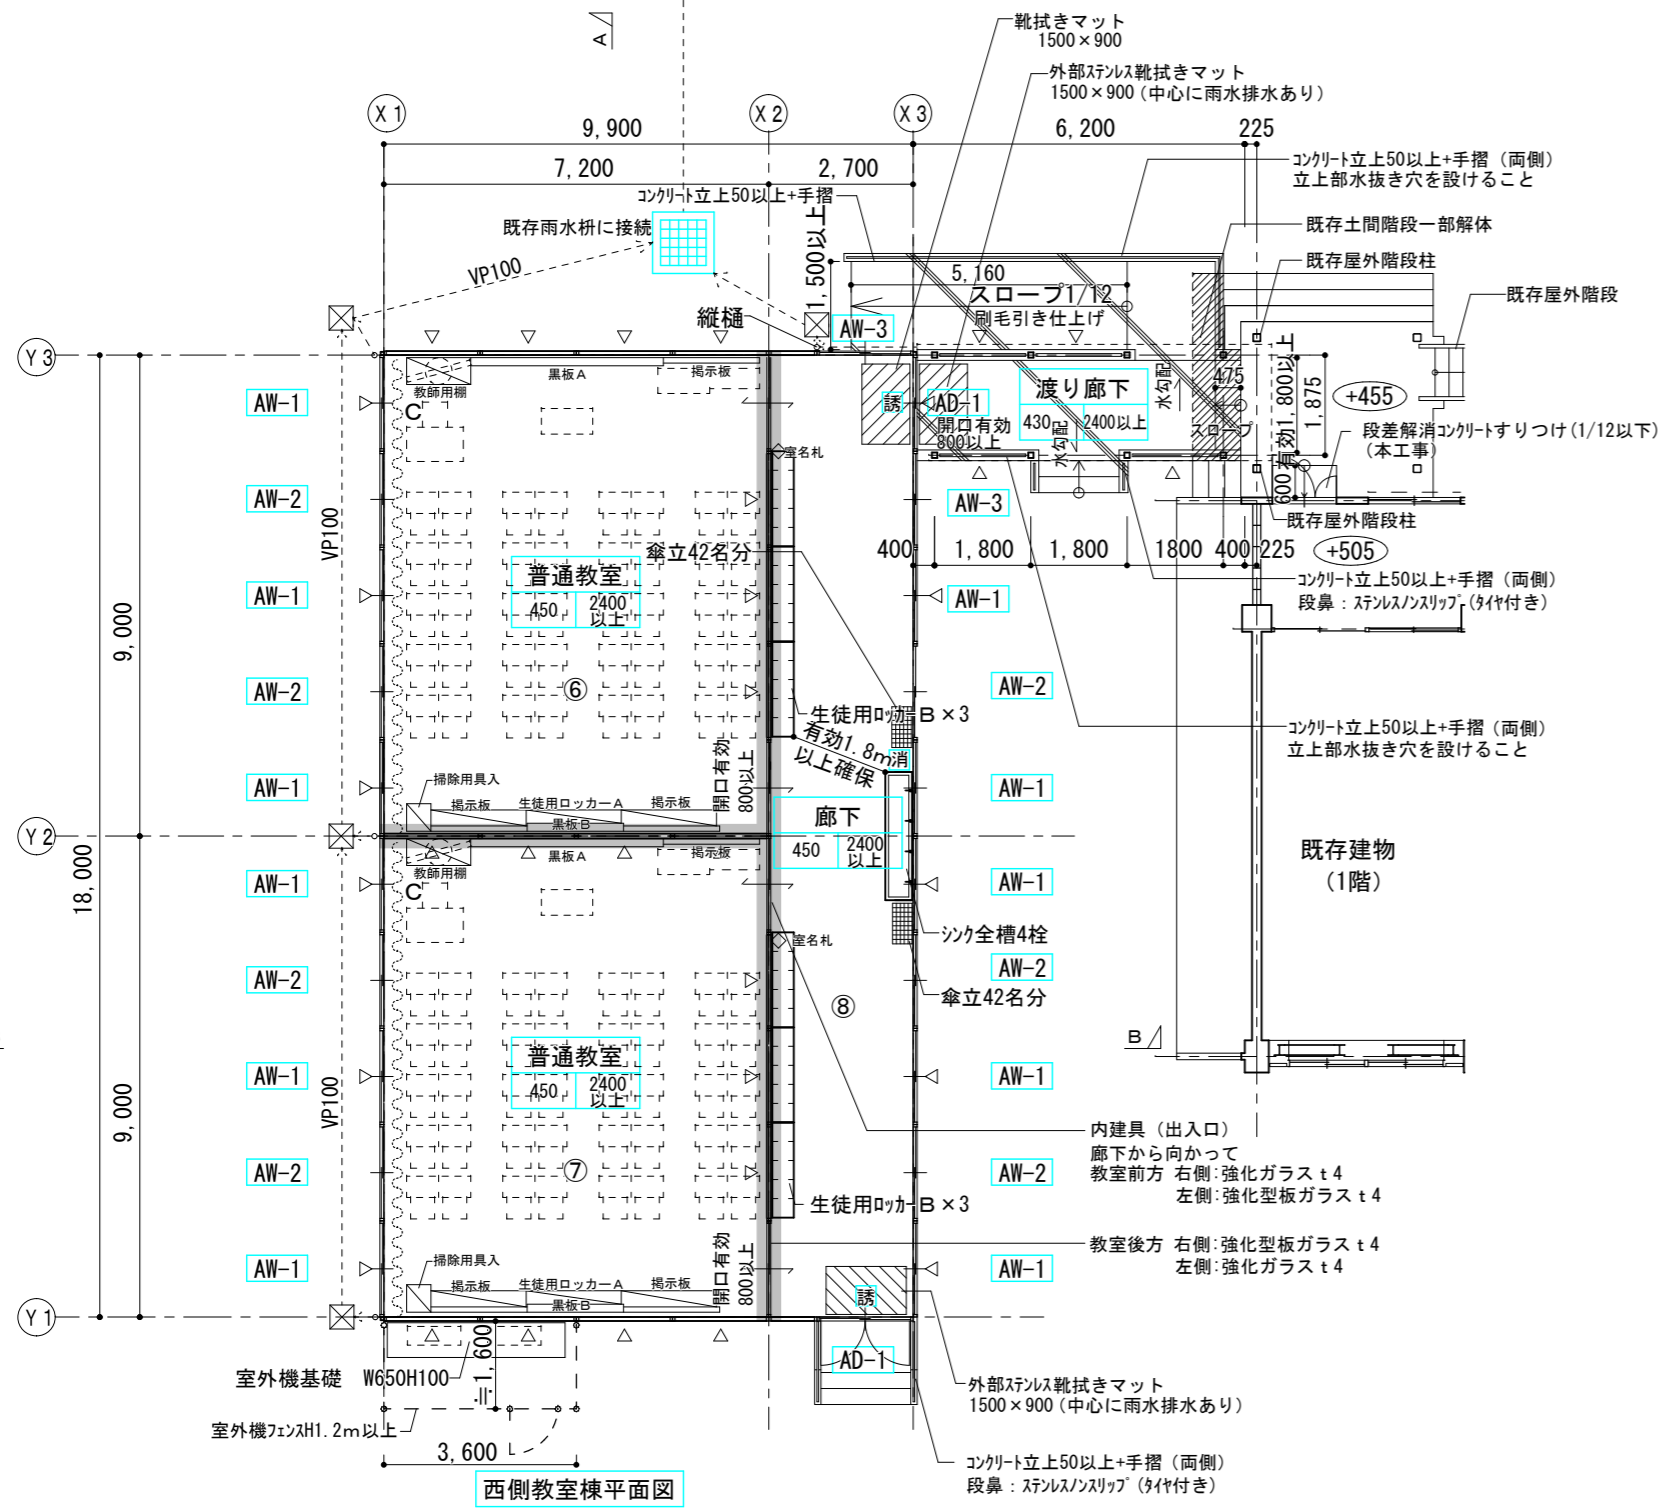 A
靴拭きマット
1500×900
外部ステンレス靴拭きマット
1500×900(中心に雨水排水あり)
X1
X2
X3
9,900
6,200
225
7,200
2,700
コンクリート立上50以上+手摺(両側)
立上部水抜き穴を設けること
コンクリート立上50以上+手摺
既存雨水枡に接続
VP100
1,500以上
既存土間階段一部解体
既存屋外階段柱
既存屋外階段
5,160
スロープ1/12
刷毛引き仕上げ
縦樋
AW-3
Y3
黒板A
掲示板
教師用棚
C
AW-1
誘
AD-1
開口有効
800以上
渡り廊下
430
2400以上
水勾配
水勾配
475
スロープ
有効1,800以上
1,875
600
+455
段差解消コンクリートすりつけ(1/12以下)
(本工事)
室名札
AW-2
AW-3
既存屋外階段柱
VP100
傘立42名分
400
1,800
1,800
1800
400
225
+505
普通教室
450
2400
以上
コンクリート立上50以上+手摺(両側)
段鼻：ステンレスノンスリップ(タイヤ付き)
AW-1
AW-1
9,000
AW-2
⑥
AW-2
生徒用ロッカーB×3
有効1.8m
以上確保
消
コンクリート立上50以上+手摺(両側)
立上部水抜き穴を設けること
AW-1
掃除用具入
掲示板
生徒用ロッカーA
掲示板
黒板B
開口有効
800以上
AW-1
廊下
450
2400
以上
Y2
18,000
黒板A
掲示板
教師用棚
C
既存建物
(1階)
AW-1
AW-1
シンク全槽4栓
室名札
AW-2
AW-2
傘立42名分
⑧
B
普通教室
450
2400
以上
AW-1
AW-1
VP100
9,000
内建具(出入口)
廊下から向かって
教室前方 右側:強化ガラスt4
左側:強化型板ガラスt4
AW-2
⑦
AW-2
生徒用ロッカーB×3
教室後方 右側:強化型板ガラスt4
左側:強化ガラスt4
AW-1
掃除用具入
掲示板
生徒用ロッカーA
掲示板
黒板B
開口有効
800以上
AW-1
誘
Y1
AD-1
室外機基礎 W650H100
≒1,600
室外機フェンスH1.2m以上
3,600
外部ステンレス靴拭きマット
1500×900(中心に雨水排水あり)
コンクリート立上50以上+手摺(両側)
段鼻：ステンレスノンスリップ(タイヤ付き)
西側教室棟平面図